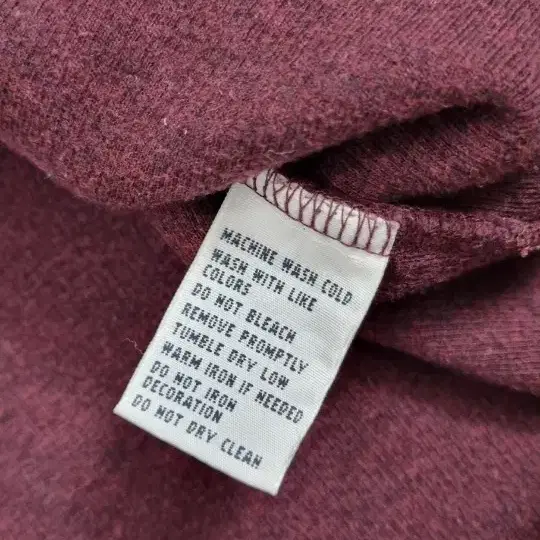 MACHINE WASH COLD
WASH WITH LIKE
COLORS
DO NOT BLEACH
REMOVE PROMPTLY
TUMBLE DRY LOW
WARM IRON IF NEEDED
DO NOT IRON
DECORATION
DO NOT DRY CLEAN